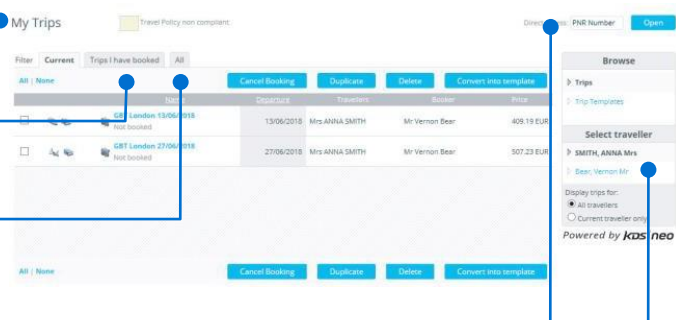 My Trips
Travel Policy non compliant
Direct
PNR Number
Open
Filter Current Trips I have booked All
All | None
Cancel Booking Duplicate Delete Convert into template
Name Departure Travelers Booker Price
GBT London 13/06/2018
Not booked
13/06/2018 Mrs ANNA SMITH Mr Vernon Bear 409.19 EUR
GBT London 27/06/2018
Not booked
27/06/2018 Mrs ANNA SMITH Mr Vernon Bear 507.23 EUR
All | None
Cancel Booking Duplicate Delete Convert into template
Browse
Trips
Trip Templates
Select traveller
SMITH, ANNA Mrs
Bear, Vernon Mr
Display trips for:
All travellers
Current traveller only
Powered by KDS neo